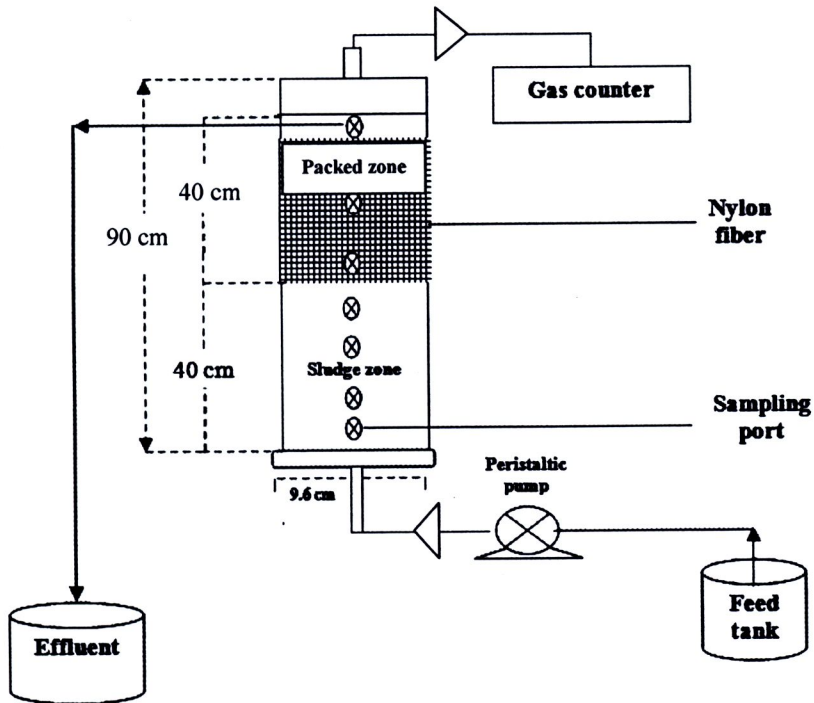 Gas counter
Packed zone
40 cm
Nylon
fiber
90 cm
40 cm
Sludge zone
Sampling
port
Peristaltic
pump
9.6 cm
Feed
tank
Effluent